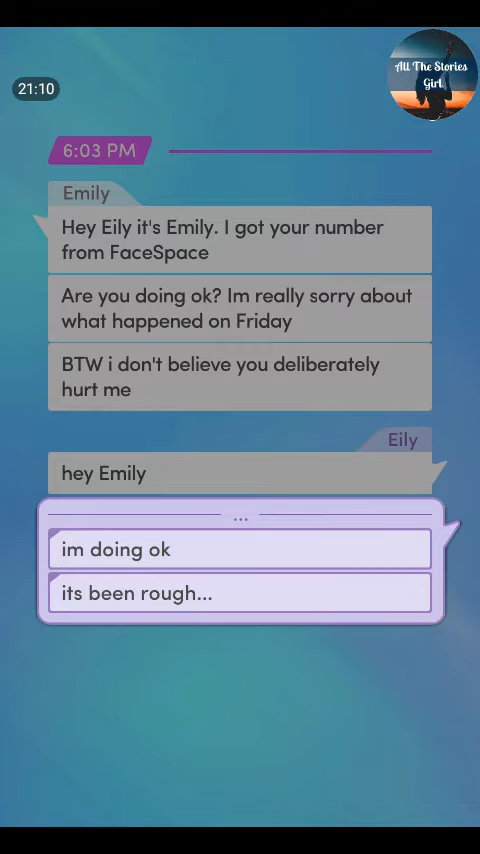 All The Stories
Girl
21:10
6:03 PM
Emily
Hey Eily it's Emily. I got your number
from FaceSpace
Are you doing ok? Im really sorry about
what happened on Friday
BTW i don't believe you deliberately
hurt me
Eily
hey Emily
...
im doing ok
its been rough...